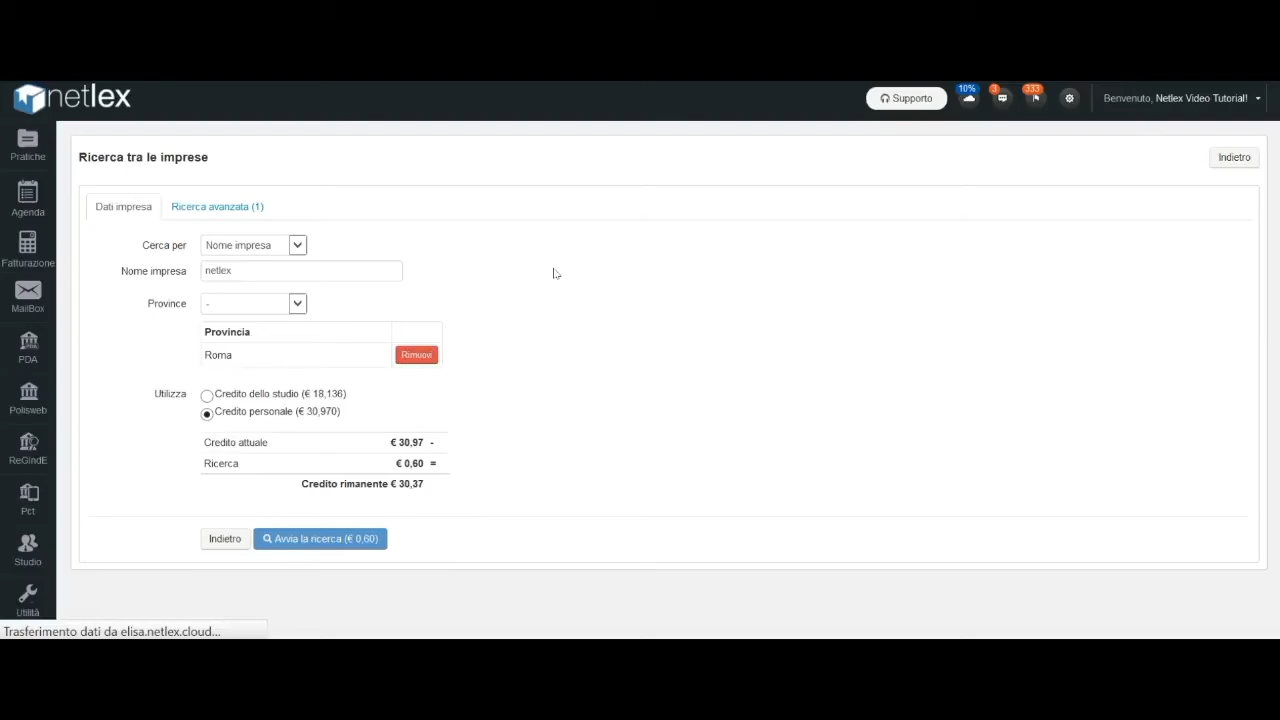 netlex
Supporto
10%
3
333
Benvenuto, Netlex Video Tutorial!
Pratiche
Agenda
Fatturazione
MailBox
PDA
Polisweb
ReGIndE
Pct
Studio
Utilità
Ricerca tra le imprese
Indietro
Dati impresa Ricerca avanzata (1)
Cerca per Nome impresa
Nome impresa netlex
Province -
Provincia
Roma Rimuovi
Utilizza Credito dello studio (€ 18,136)
Credito personale (€ 30,970)
Credito attuale € 30,97 -
Ricerca € 0,60 =
Credito rimanente € 30,37
Indietro Avvia la ricerca (€ 0,60)
Trasferimento dati da elisa.netlex.cloud...